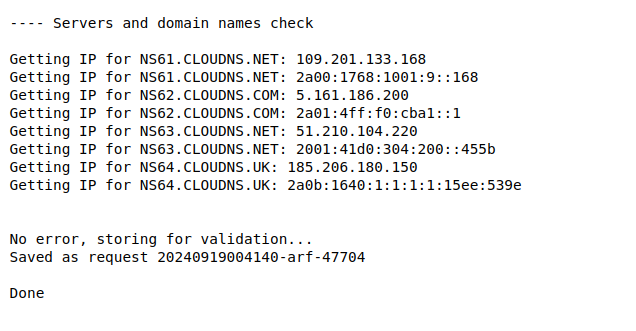 ---- Servers and domain names check
Getting IP for NS61.CLOUDNS.NET: 109.201.133.168
Getting IP for NS61.CLOUDNS.NET: 2a00:1768:1001:9::168
Getting IP for NS62.CLOUDNS.COM: 5.161.186.200
Getting IP for NS62.CLOUDNS.COM: 2a01:4ff:f0:cba1::1
Getting IP for NS63.CLOUDNS.NET: 51.210.104.220
Getting IP for NS63.CLOUDNS.NET: 2001:41d0:304:200::455b
Getting IP for NS64.CLOUDNS.UK: 185.206.180.150
Getting IP for NS64.CLOUDNS.UK: 2a0b:1640:1:1:1:1:15ee:539e
No error, storing for validation...
Saved as request 20240919004140-arf-47704
Done